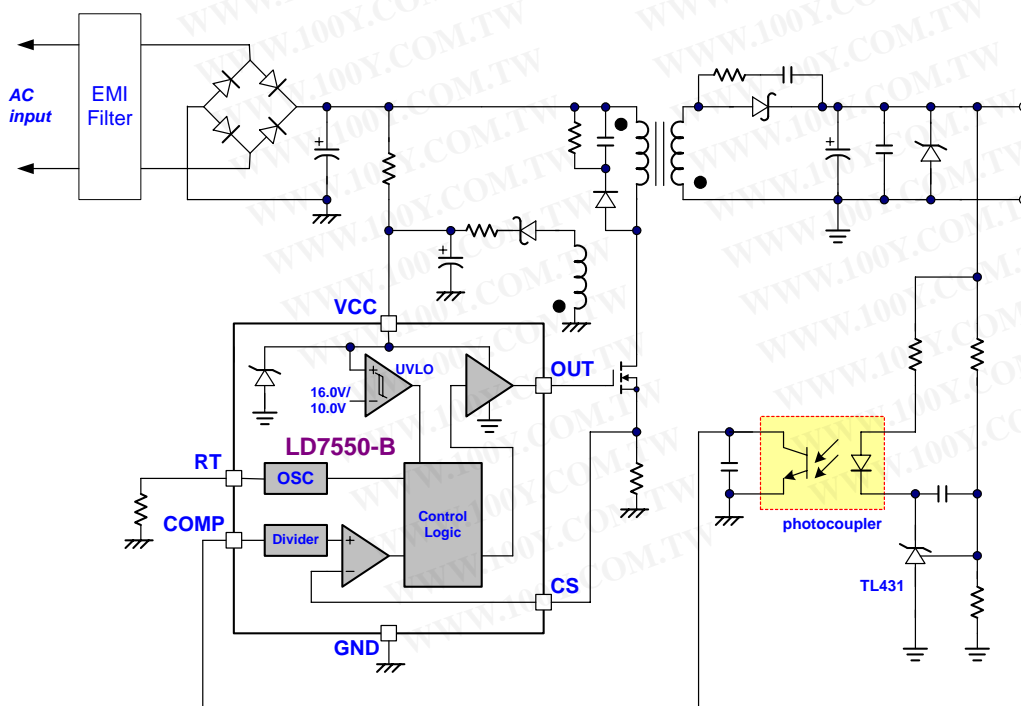 WWW.100Y.COM.TW
AC
input
EMI
Filter
+
+
+
VCC
UVLO
+
−
16.0V/
10.0V
OUT
LD7550-B
RT
OSC
COMP
Divider
+
−
Control
Logic
CS
GND
photocoupler
TL431